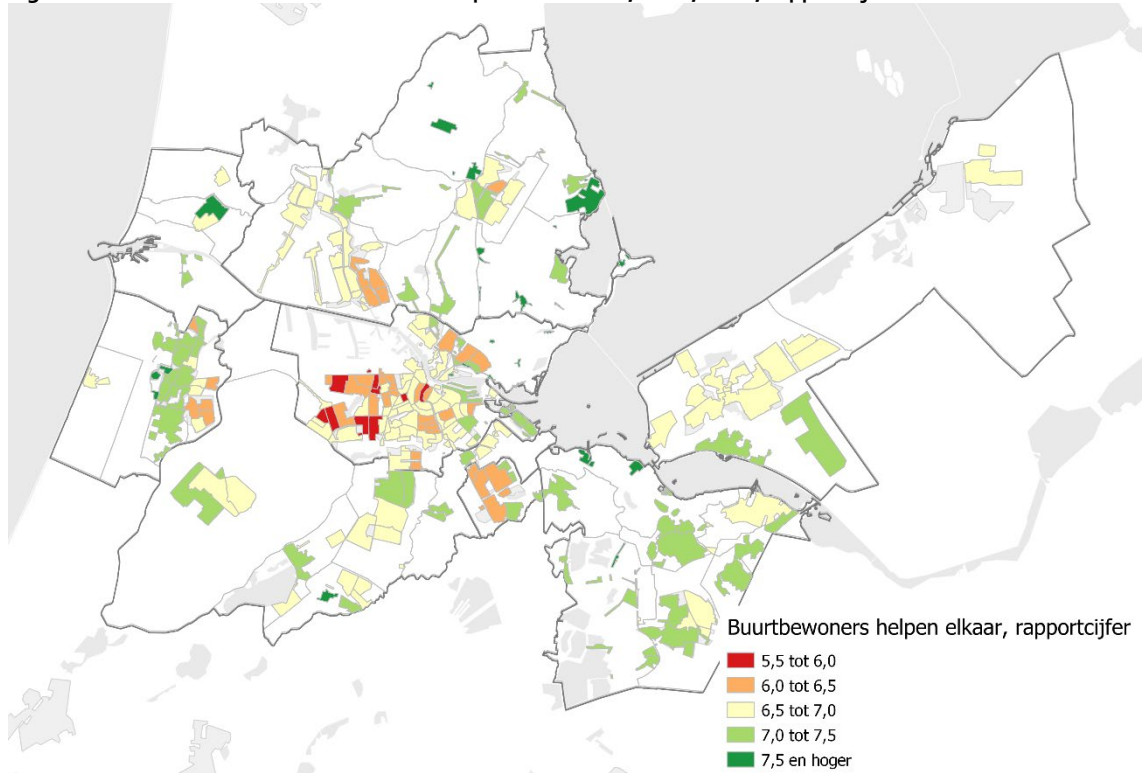 Buurtbewoners helpen elkaar, rapportcijfer
5,5 tot 6,0
6,0 tot 6,5
6,5 tot 7,0
7,0 tot 7,5
7,5 en hoger